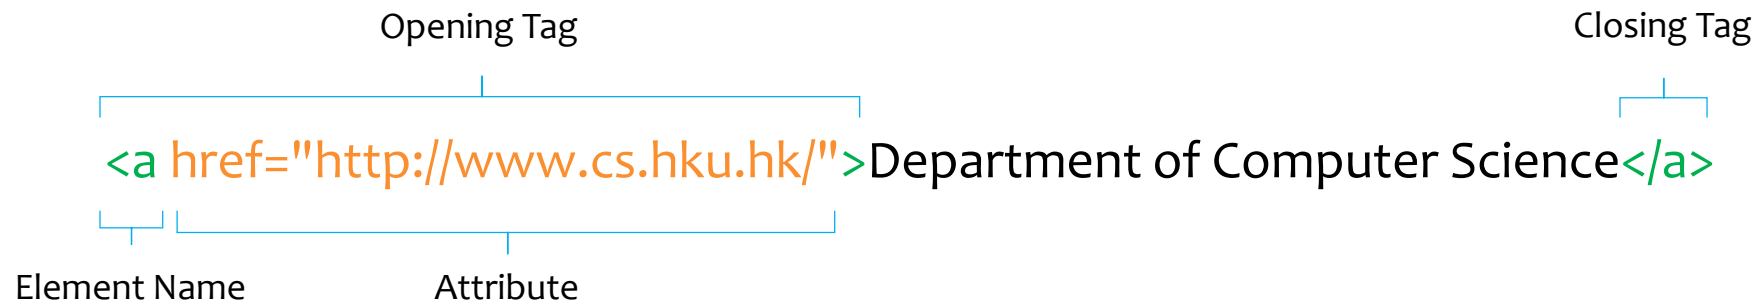 Opening Tag Closing Tag
<a href="http://www.cs.hku.hk/">Department of Computer Science</a>
Element Name Attribute